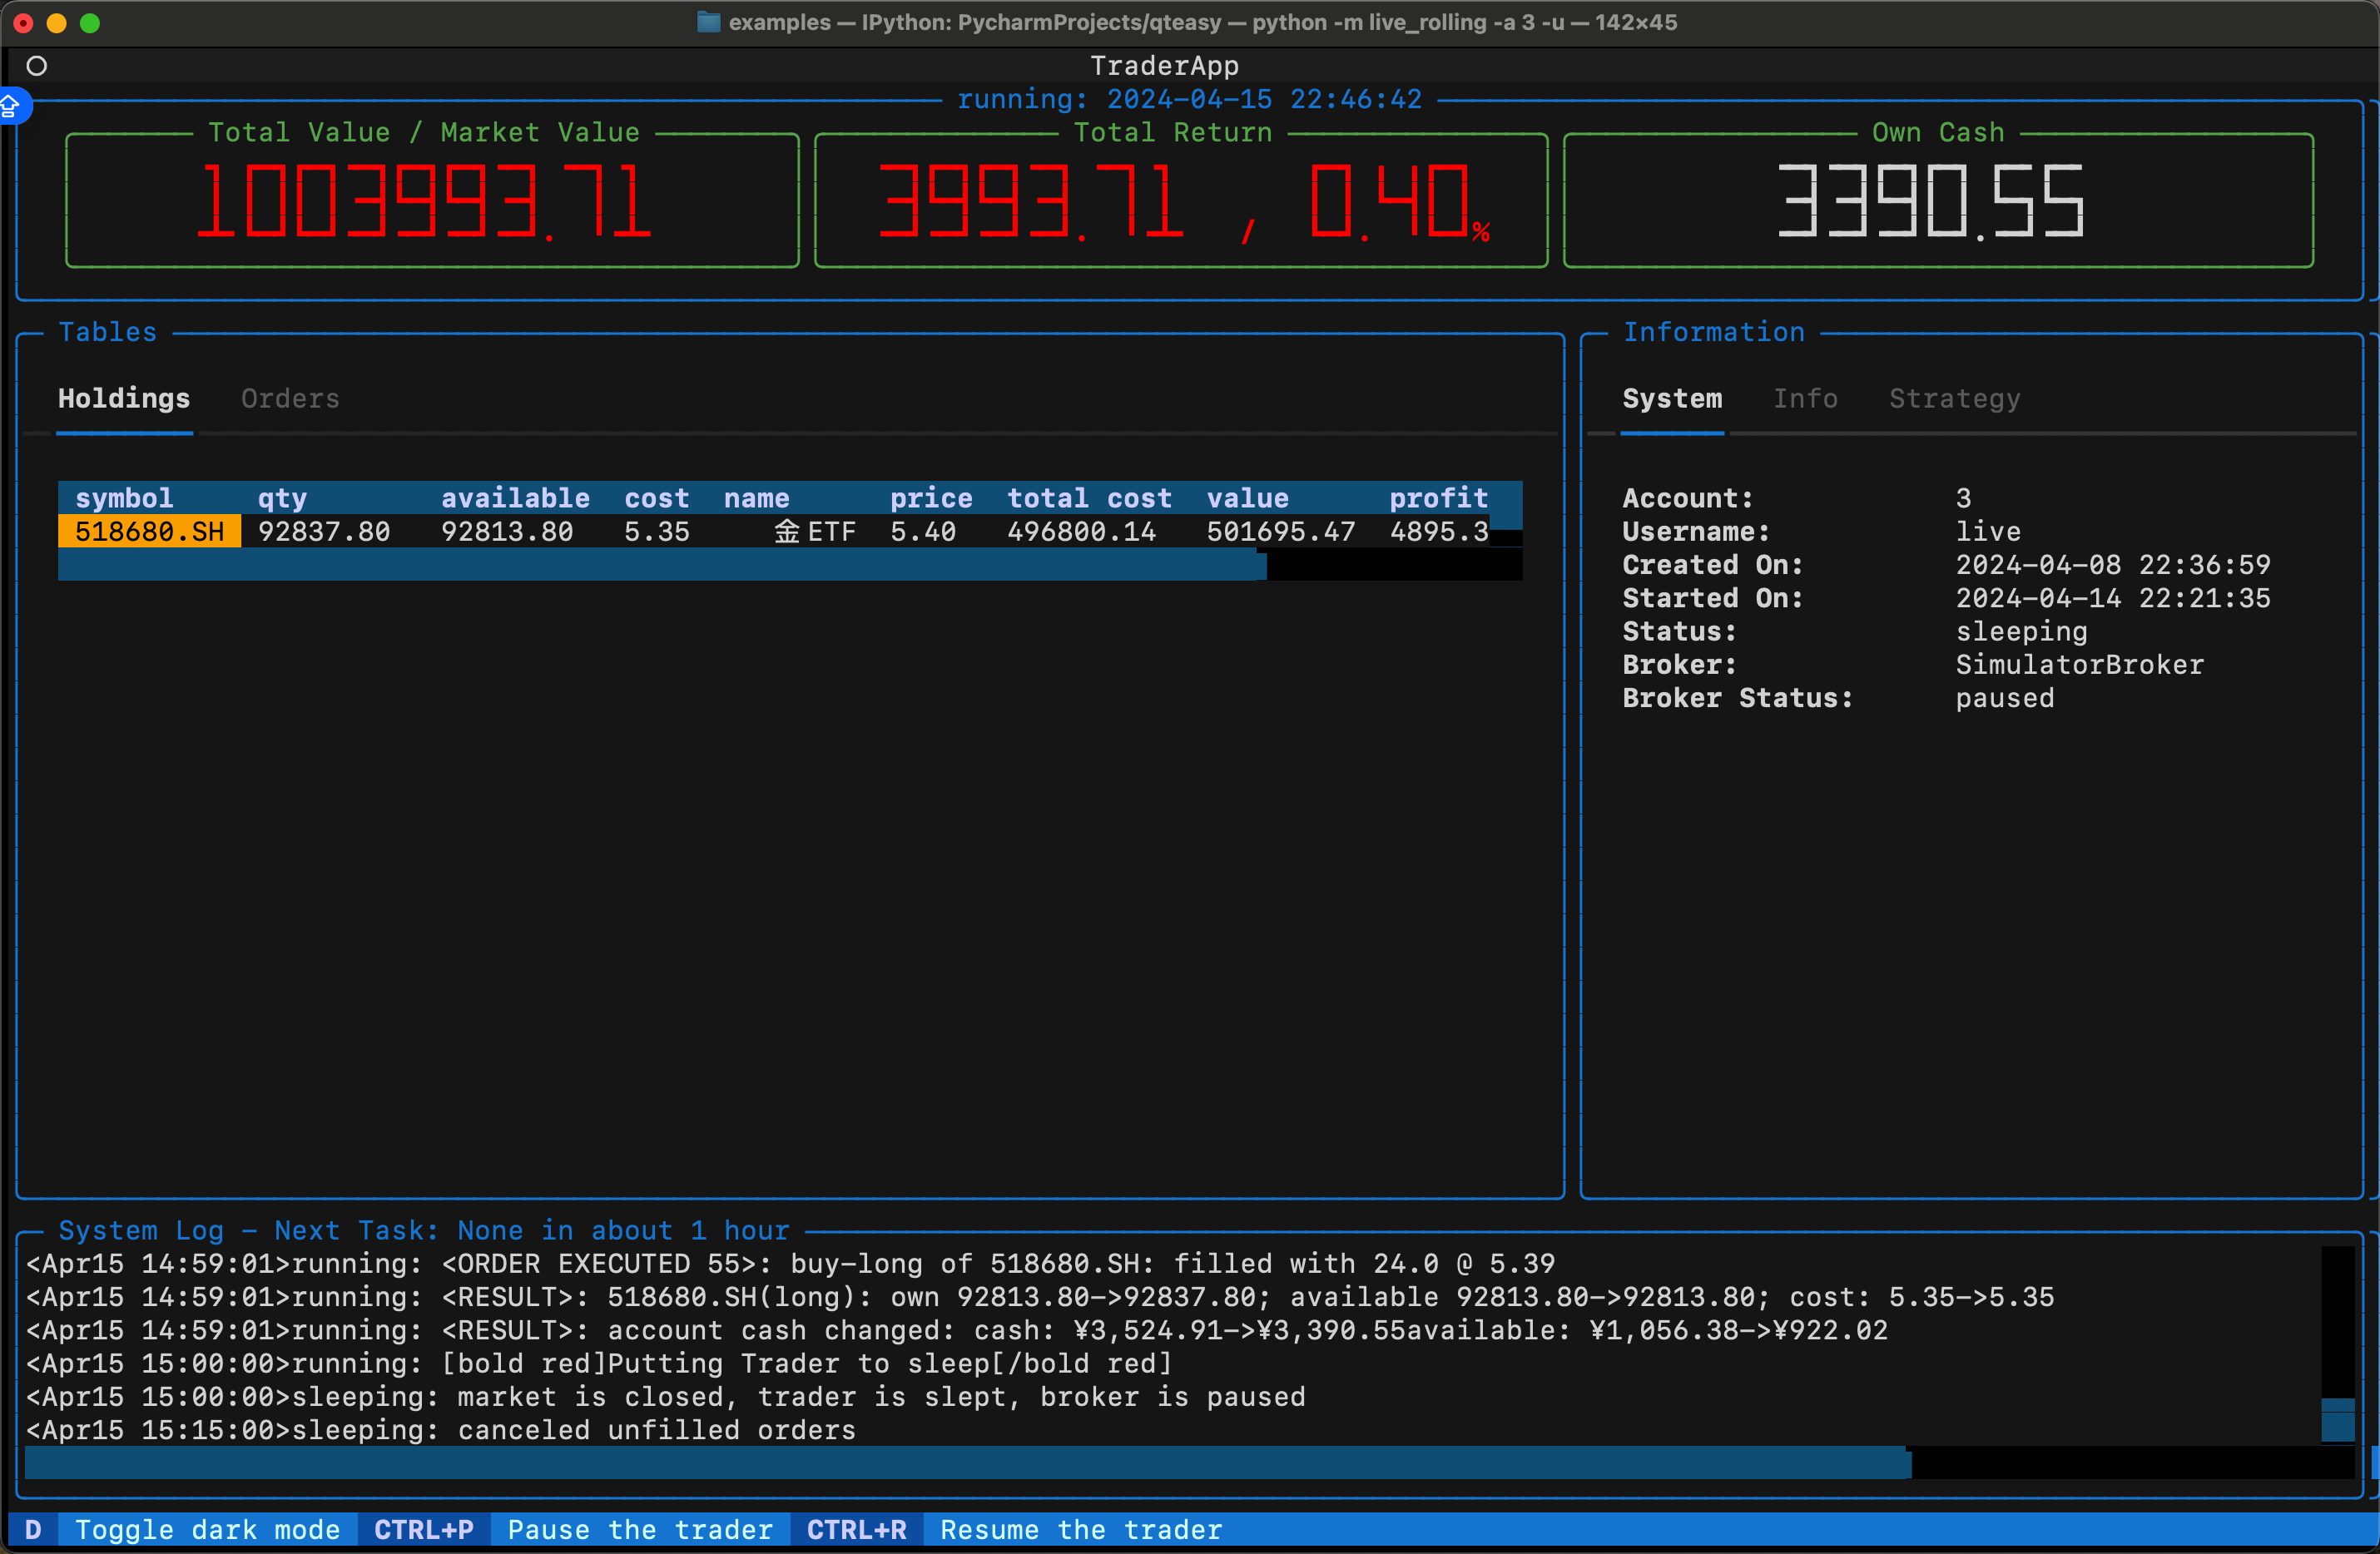 examples — IPython: PycharmProjects/qteasy — python -m live_rolling -a 3 -u — 142×45
TraderApp
running: 2024-04-15 22:46:42
Total Value / Market Value
Total Return
Own Cash
1003993.71
3993.71 , 0.40%
3390.55
Tables
Holdings Orders
symbol qty available cost name price total cost value profit
518680.SH 92837.80 92813.80 5.35 金ETF 5.40 496800.14 501695.47 4895.3
Information
System Info Strategy
Account: 3
Username: live
Created On: 2024-04-08 22:36:59
Started On: 2024-04-14 22:21:35
Status: sleeping
Broker: SimulatorBroker
Broker Status: paused
System Log - Next Task: None in about 1 hour
<Apr15 14:59:01>running: <ORDER EXECUTED 55>: buy-long of 518680.SH: filled with 24.0 @ 5.39
<Apr15 14:59:01>running: <RESULT>: 518680.SH(long): own 92813.80->92837.80; available 92813.80->92813.80; cost: 5.35->5.35
<Apr15 14:59:01>running: <RESULT>: account cash changed: cash: ¥3,524.91->¥3,390.55available: ¥1,056.38->¥922.02
<Apr15 15:00:00>running: [bold red]Putting Trader to sleep[/bold red]
<Apr15 15:00:00>sleeping: market is closed, trader is slept, broker is paused
<Apr15 15:15:00>sleeping: canceled unfilled orders
D Toggle dark mode CTRL+P Pause the trader CTRL+R Resume the trader